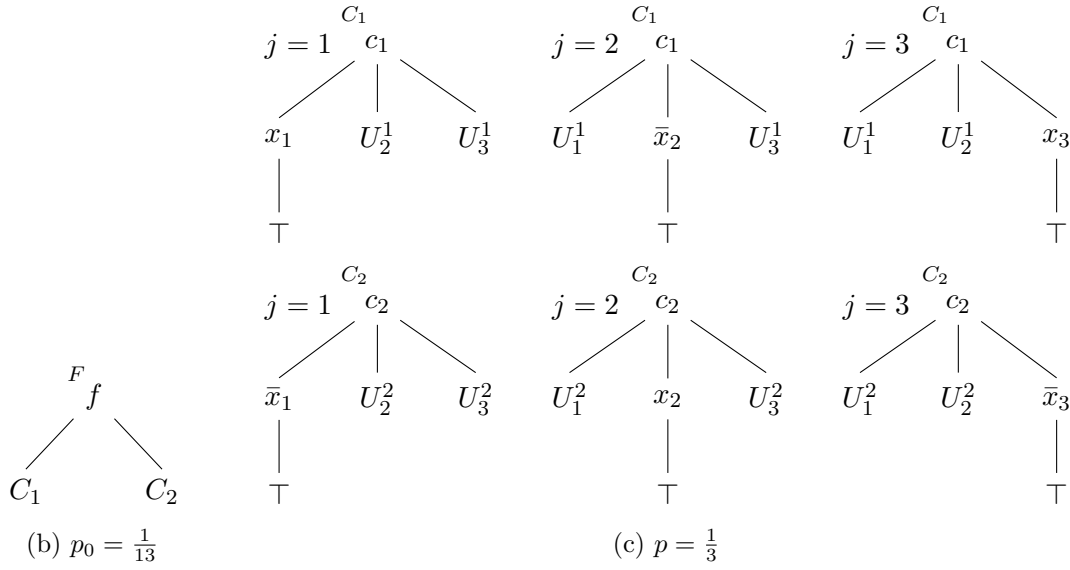 C₁ C₁ C₁
j = 1 c₁ j = 2 c₁ j = 3 c₁
x₁ U₂¹ U₃¹ U₁¹ x̄₂ U₃¹ U₁¹ U₂¹ x₃
⊤ ⊤ ⊤
C₂ C₂ C₂
j = 1 c₂ j = 2 c₂ j = 3 c₂
F f x̄₁ U₂² U₃² U₁² x₂ U₃² U₁² U₂² x̄₃
C₁ C₂ ⊤ ⊤ ⊤
(b) p₀ = 1/13 (c) p = 1/3